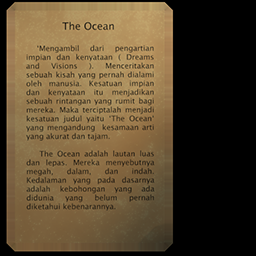 The Ocean
'Mengambil dari pengartian
impian dan kenyataan ( Dreams
and Visions ). Menceritakan
sebuah kisah yang pernah dialami
oleh manusia. Kesatuan impian
dan kenyataan itu menjadikan
sebuah rintangan yang rumit bagi
mereka. Maka terciptalah menjadi
kesatuan judul yaitu 'The Ocean'
yang mengandung kesamaan arti
yang akurat dan tajam.
The Ocean adalah lautan luas
dan lepas. Mereka menyebutnya
megah, dalam, dan indah.
Kedalaman yang pada dasarnya
adalah kebohongan yang ada
didunia yang belum pernah
diketahui kebenarannya.